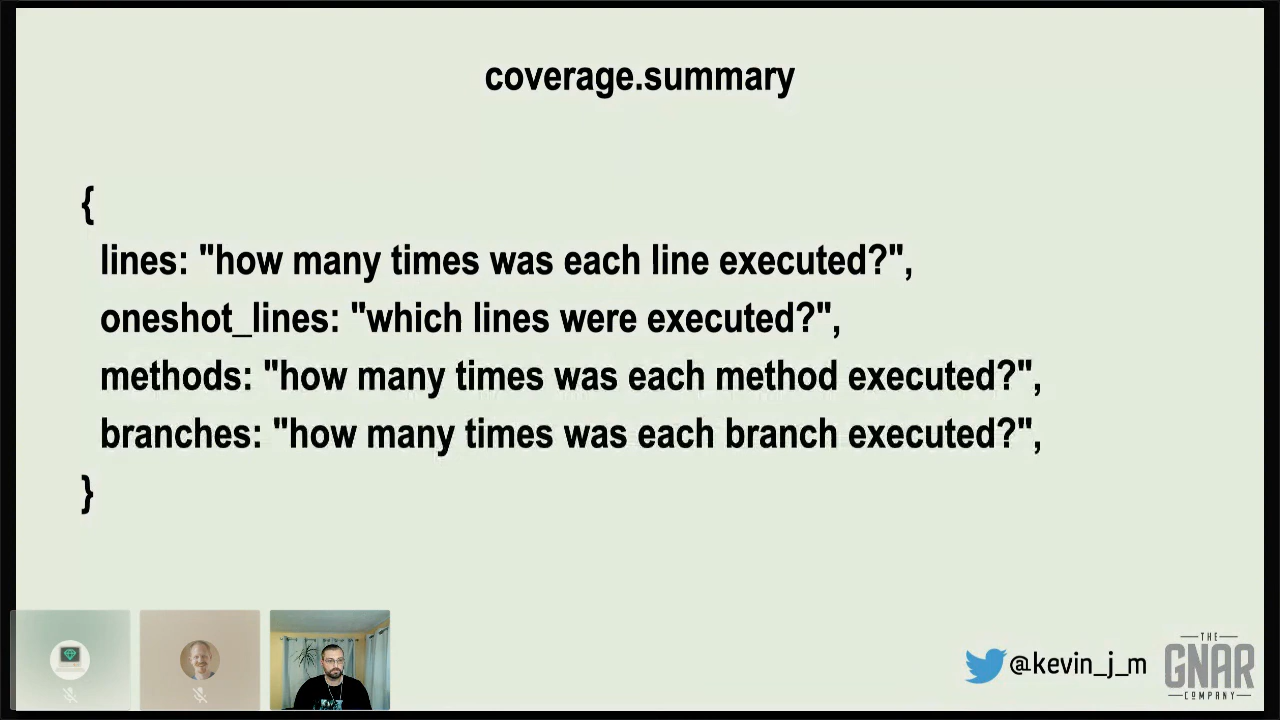 coverage.summary
{
lines: "how many times was each line executed?",
oneshot_lines: "which lines were executed?",
methods: "how many times was each method executed?",
branches: "how many times was each branch executed?",
}
@kevin_j_m
THE
GNAR
COMPANY